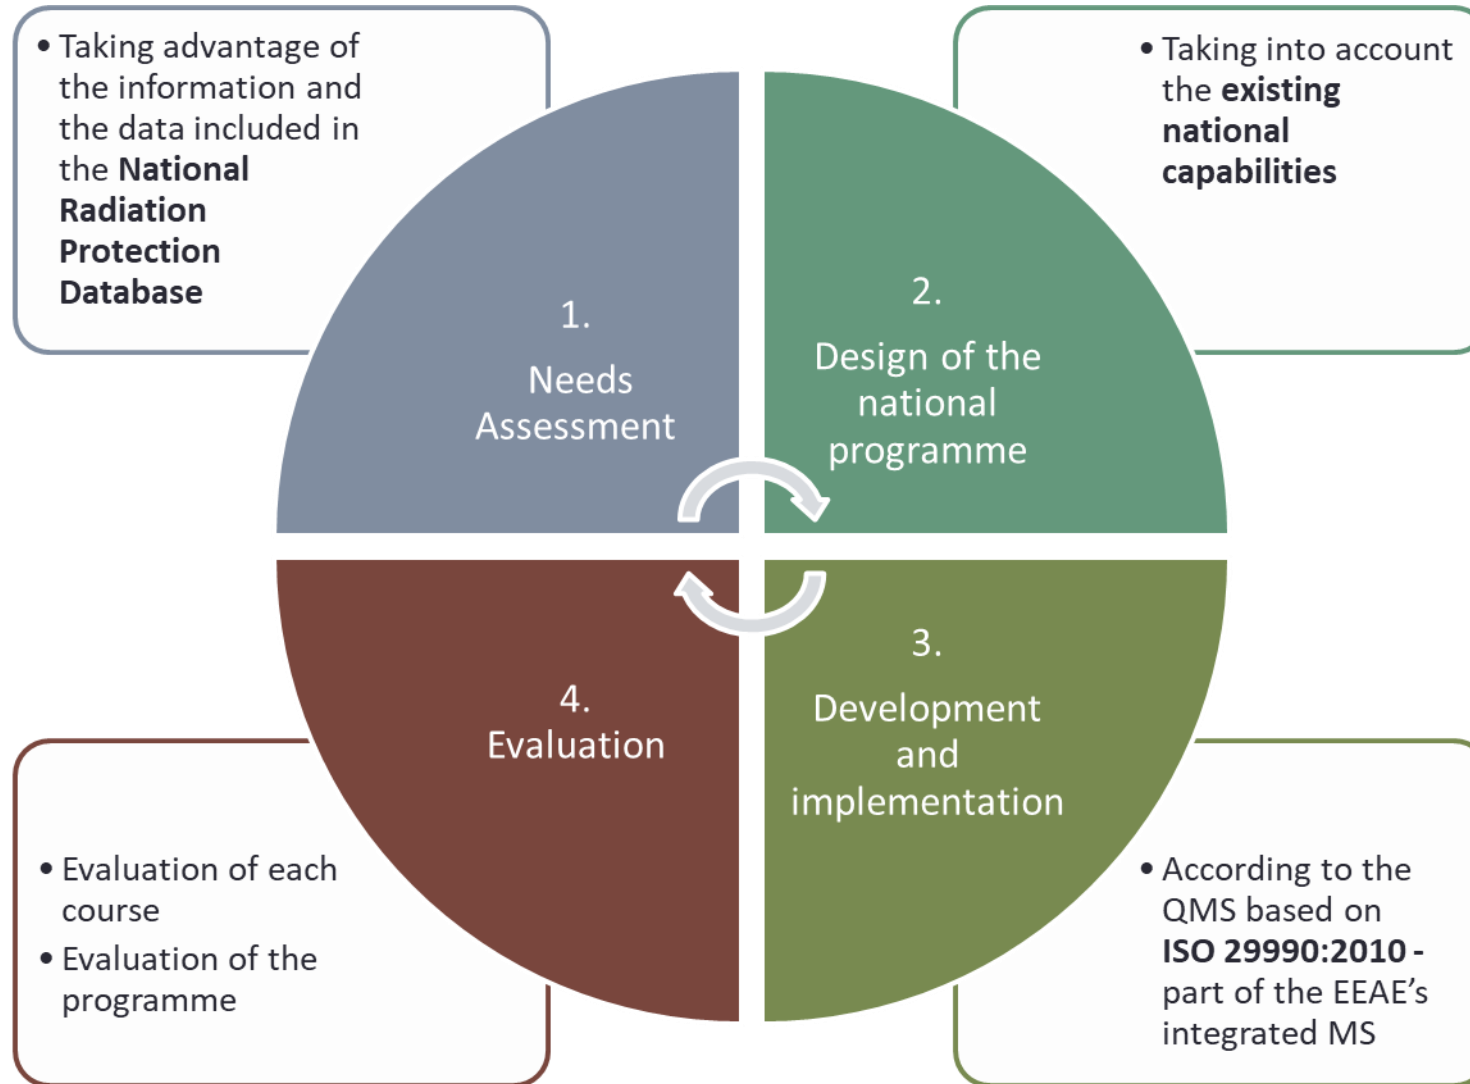 • Taking advantage of
the information and
the data included in
the National
Radiation
Protection
Database
• Taking into account
the existing
national
capabilities
1.
Needs
Assessment
2.
Design of the
national
programme
3.
Development
and
implementation
4.
Evaluation
• Evaluation of each
course
• Evaluation of the
programme
• According to the
QMS based on
ISO 29990:2010 -
part of the EEAE’s
integrated MS